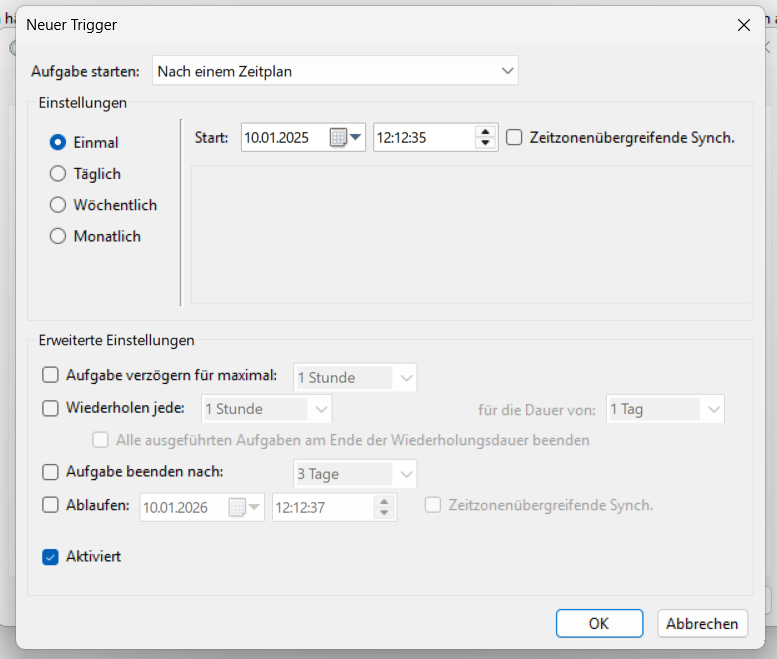 Neuer Trigger
Aufgabe starten: Nach einem Zeitplan
Einstellungen
Einmal
Täglich
Wöchentlich
Monatlich
Start: 10.01.2025 12:12:35 Zeitzonenübergreifende Synch.
Erweiterte Einstellungen
Aufgabe verzögern für maximal: 1 Stunde
Wiederholen jede: 1 Stunde für die Dauer von: 1 Tag
Alle ausgeführten Aufgaben am Ende der Wiederholungsdauer beenden
Aufgabe beenden nach: 3 Tage
Ablaufen: 10.01.2026 12:12:37 Zeitzonenübergreifende Synch.
Aktiviert
OK Abbrechen